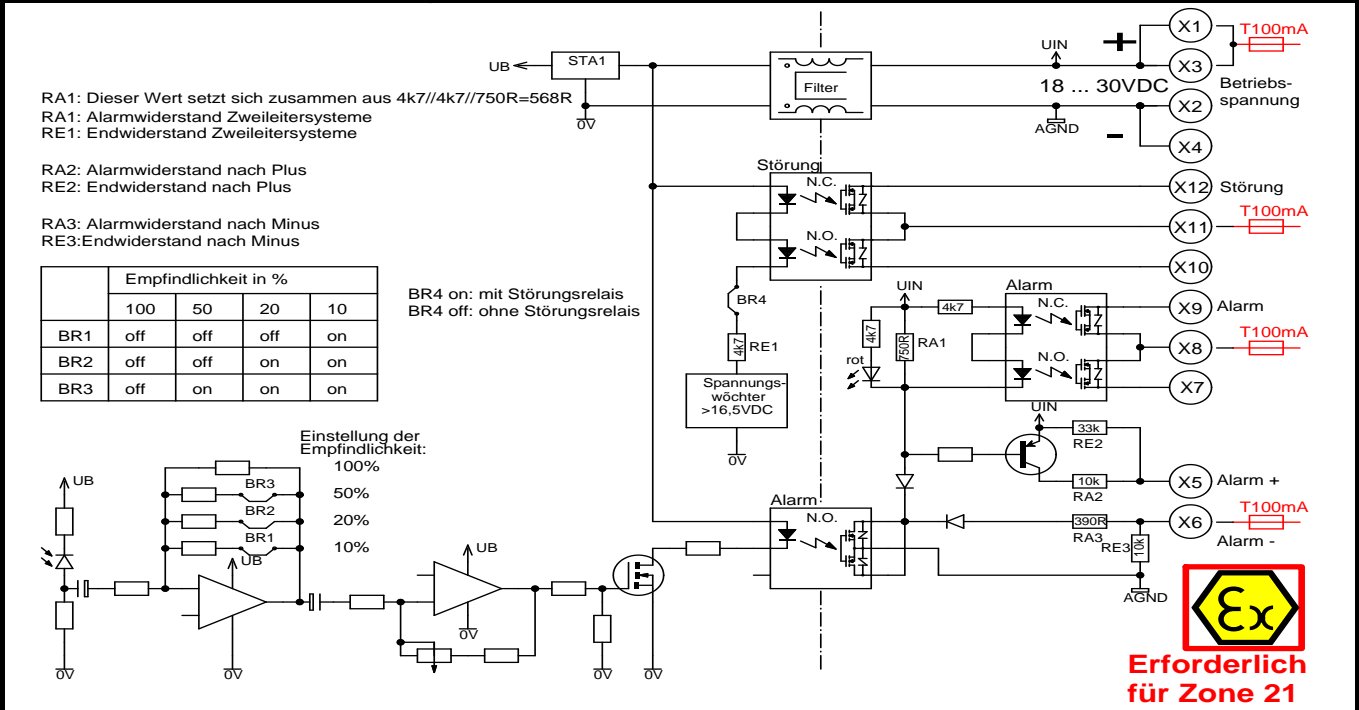 RA1: Dieser Wert setzt sich zusammen aus 4k7//4k7//750R=568R
RA1: Alarmwiderstand Zweileitersysteme
RE1: Endwiderstand Zweileitersysteme
RA2: Alarmwiderstand nach Plus
RE2: Endwiderstand nach Plus
RA3: Alarmwiderstand nach Minus
RE3:Endwiderstand nach Minus
Empfindlichkeit in %
100 50 20 10
BR1 off off off on
BR2 off off on on
BR3 off on on on
BR4 on: mit Störungsrelais
BR4 off: ohne Störungsrelais
UB
STA1
0V
Filter
UIN
+
18 ... 30VDC
AGND
-
X1
T100mA
X3
Betriebs-
spannung
X2
X4
Störung
N.C.
N.O.
X12 Störung
T100mA
X11
X10
BR4
4k7
RE1
Spannungs-
wöchter
>16,5VDC
0V
UIN
4k7
4k7
750R
RA1
rot
Alarm
N.C.
N.O.
X9 Alarm
T100mA
X8
X7
UIN
33k
RE2
10k
RA2
X5 Alarm +
T100mA
X6
Alarm -
390R
RA3
RE3
10k
AGND
Alarm
N.O.
Einstellung der
Empfindlichkeit:
100%
BR3
50%
BR2
20%
BR1
10%
UB
UB
UB
0V
0V
0V
0V
0V
Ex
Erforderlich
für Zone 21